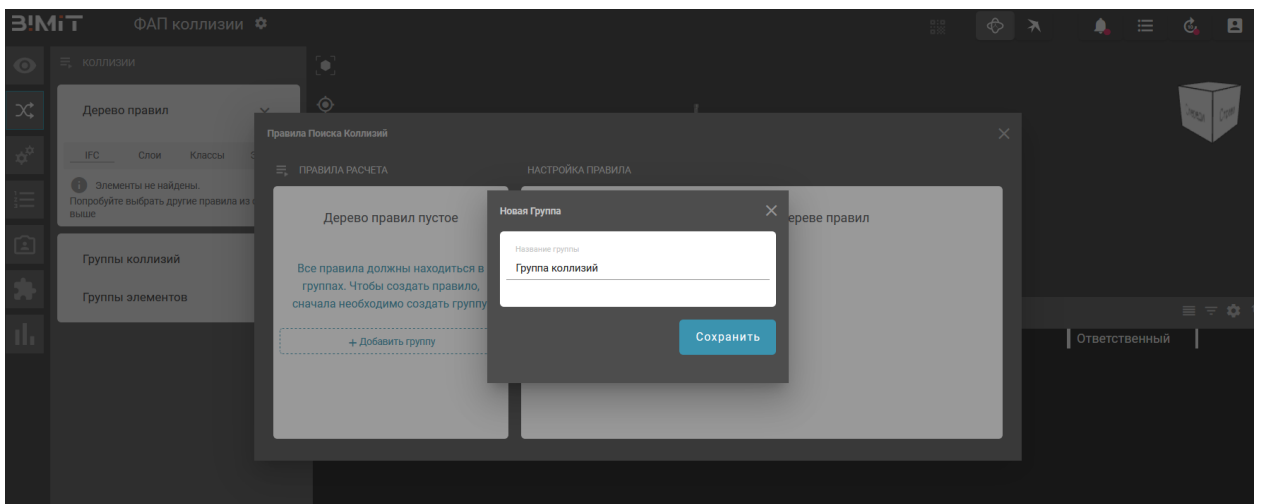 B!MiT
ФАП коллизии
КОЛЛИЗИИ
Дерево правил
IFC Слои Классы
Элементы не найдены.
Попробуйте выбрать другие правила из
выше
Группы коллизий
Группы элементов
Правила Поиска Коллизий
ПРАВИЛА РАСЧЕТА
НАСТРОЙКА ПРАВИЛА
Дерево правил пустое
Все правила должны находиться в
группах. Чтобы создать правило,
сначала необходимо создать группу
+ Добавить группу
ереве правил
Новая Группа
Название группы
Группа коллизий
Сохранить
Ответственный